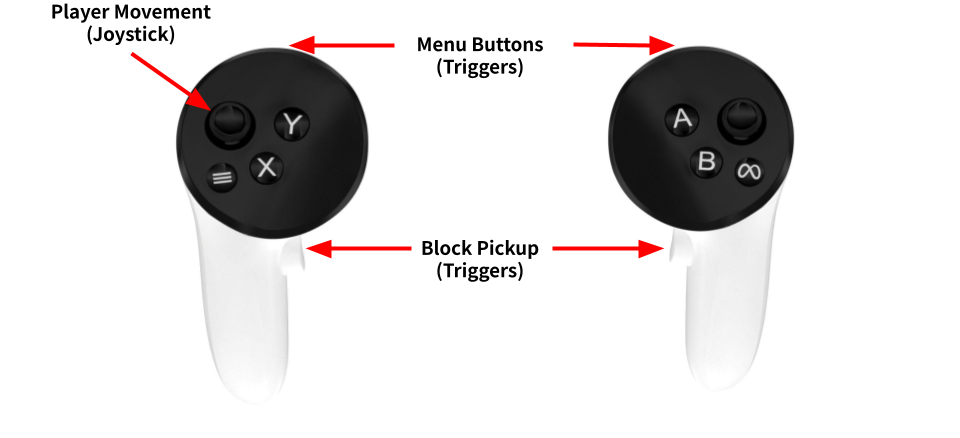 Player Movement
(Joystick)
Menu Buttons
(Triggers)
Y
X
A
B
Block Pickup
(Triggers)